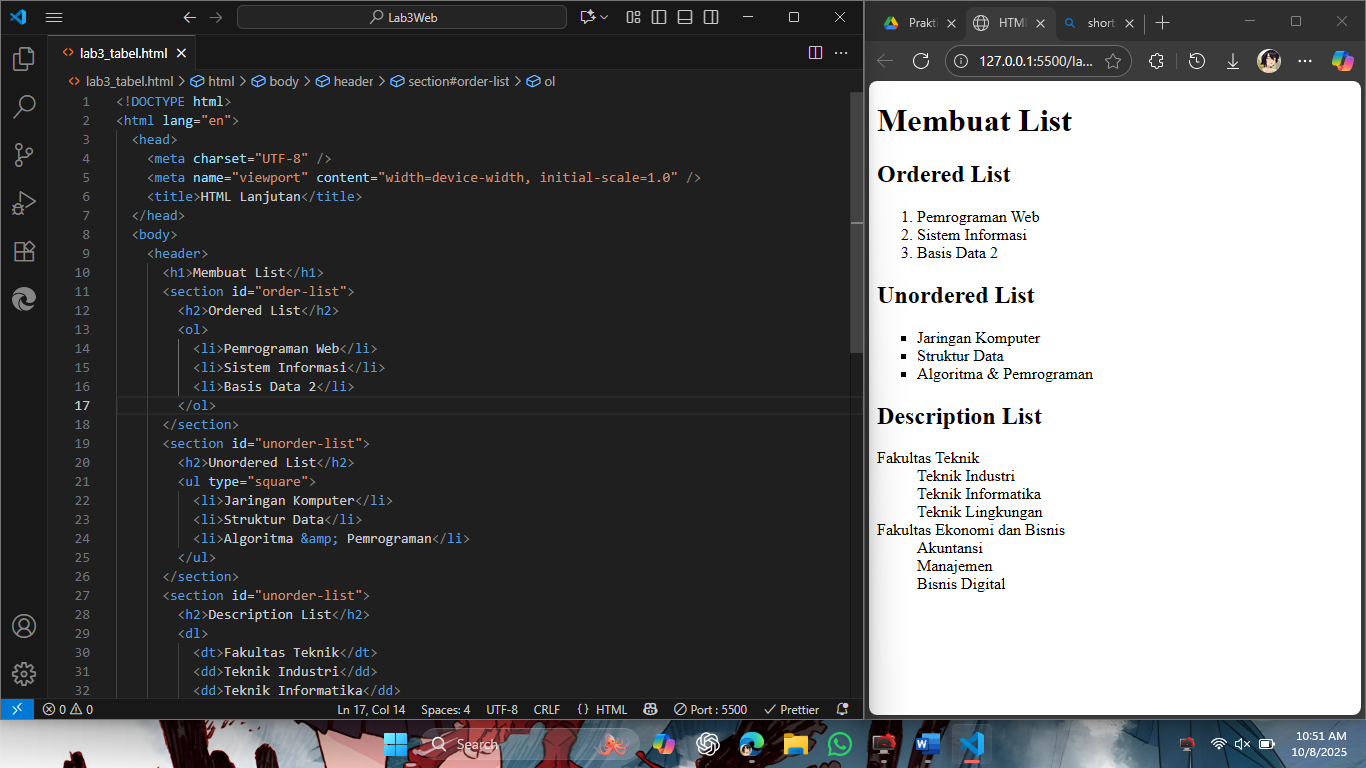 Lab3Web
lab3_tabel.html
lab3_tabel.html > html > body > header > section#order-list > ol
1 <!DOCTYPE html>
2 <html lang="en">
3 <head>
4 <meta charset="UTF-8" />
5 <meta name="viewport" content="width=device-width, initial-scale=1.0" />
6 <title>HTML Lanjutan</title>
7 </head>
8 <body>
9 <header>
10 <h1>Membuat List</h1>
11 <section id="order-list">
12 <h2>Ordered List</h2>
13 <ol>
14 <li>Pemrograman Web</li>
15 <li>Sistem Informasi</li>
16 <li>Basis Data 2</li>
17 </ol>
18 </section>
19 <section id="unorder-list">
20 <h2>Unordered List</h2>
21 <ul type="square">
22 <li>Jaringan Komputer</li>
23 <li>Struktur Data</li>
24 <li>Algoritma &amp; Pemrograman</li>
25 </ul>
26 </section>
27 <section id="unorder-list">
28 <h2>Description List</h2>
29 <dl>
30 <dt>Fakultas Teknik</dt>
31 <dd>Teknik Industri</dd>
32 <dd>Teknik Informatika</dd>
0 0 Ln 17, Col 14 Spaces: 4 UTF-8 CRLF {} HTML Port : 5500 Prettier
Prakti HTML short
127.0.0.1:5500/la...
Membuat List
Ordered List
1. Pemrograman Web
2. Sistem Informasi
3. Basis Data 2
Unordered List
Jaringan Komputer
Struktur Data
Algoritma & Pemrograman
Description List
Fakultas Teknik
Teknik Industri
Teknik Informatika
Teknik Lingkungan
Fakultas Ekonomi dan Bisnis
Akuntansi
Manajemen
Bisnis Digital
Search
10:51 AM
10/8/2025